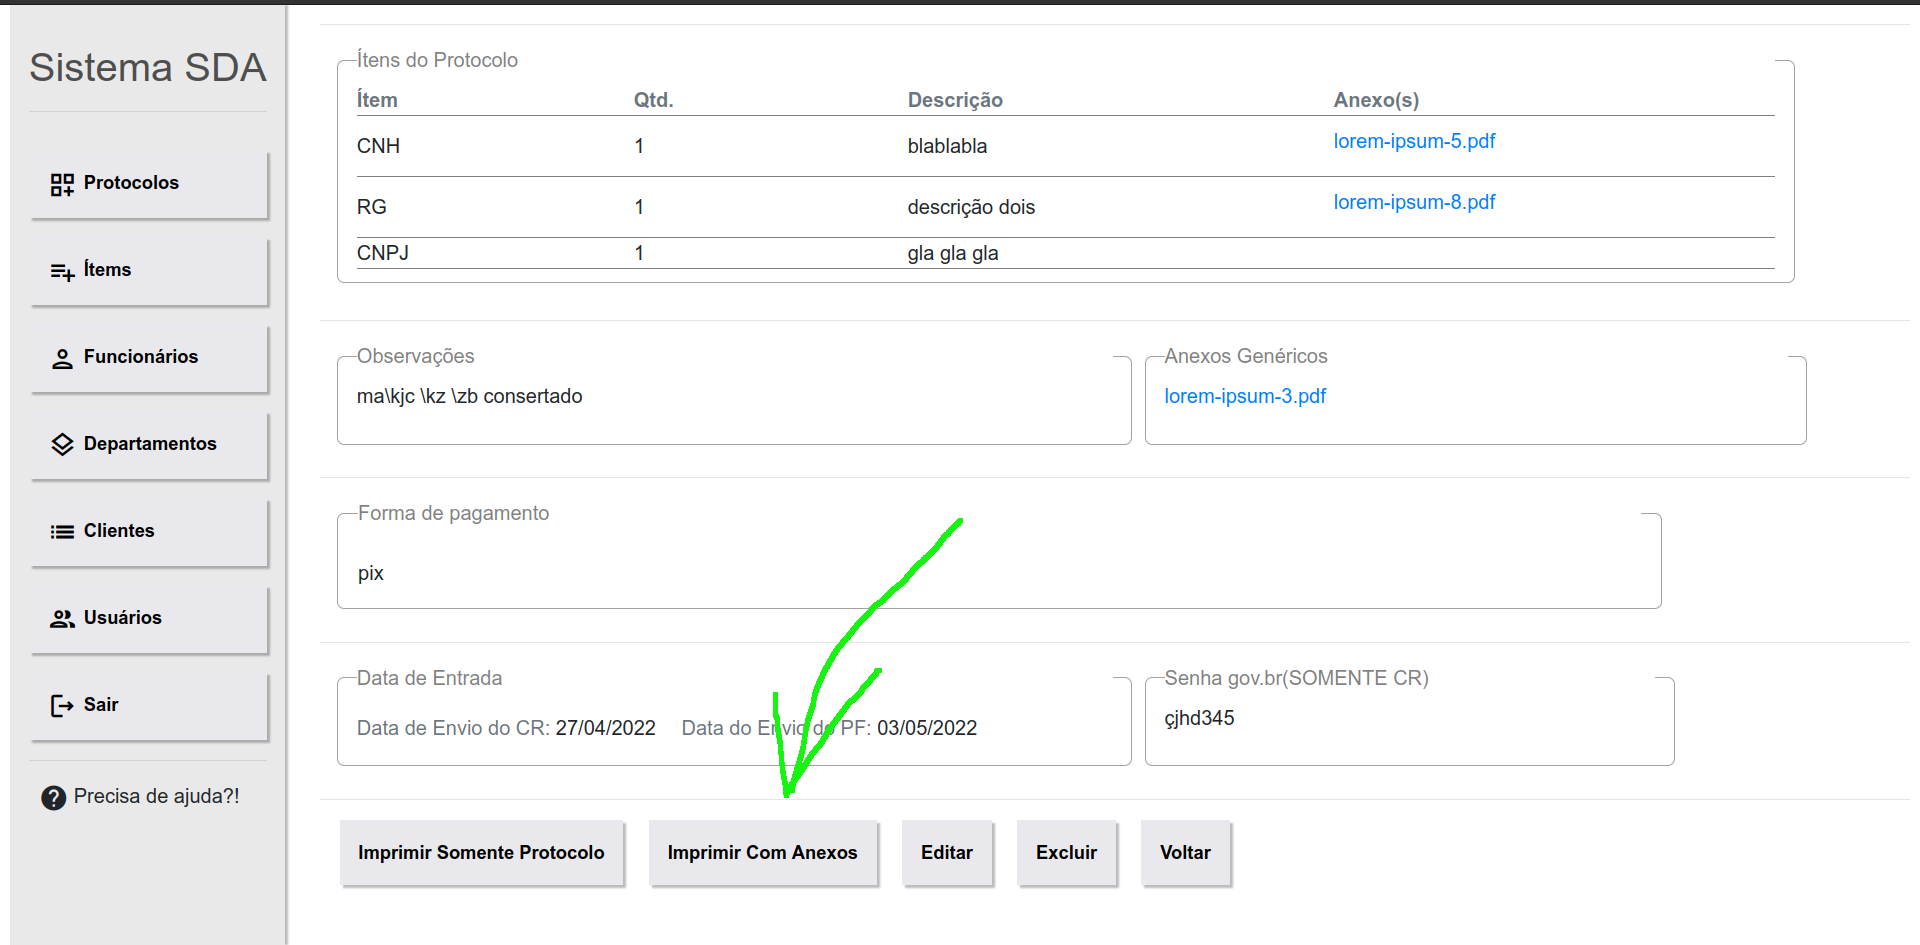 Sistema SDA
Protocolos
Ítems
Funcionários
Departamentos
Clientes
Usuários
Sair
Precisa de ajuda?!
Ítens do Protocolo
Ítem Qtd. Descrição Anexo(s)
CNH 1 blablabla lorem-ipsum-5.pdf
RG 1 descrição dois lorem-ipsum-8.pdf
CNPJ 1 gla gla gla
Observações
ma\kjc \kz \zb consertado
Anexos Genéricos
lorem-ipsum-3.pdf
Forma de pagamento
pix
Data de Entrada
Data de Envio do CR: 27/04/2022 Data do Envio do PF: 03/05/2022
Senha gov.br(SOMENTE CR)
çjhd345
Imprimir Somente Protocolo Imprimir Com Anexos Editar Excluir Voltar